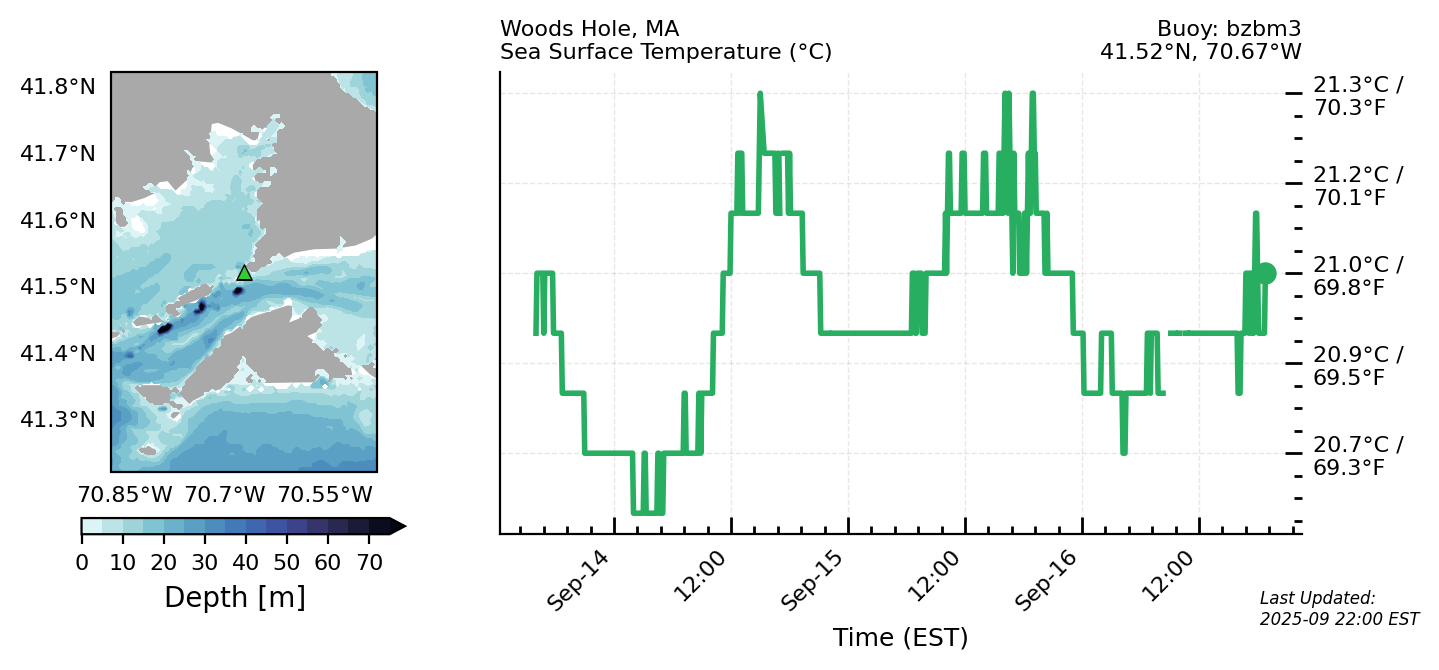 Woods Hole, MA
Sea Surface Temperature (°C)
Buoy: bzbm3
41.52°N, 70.67°W
41.8°N
41.7°N
41.6°N
41.5°N
41.4°N
41.3°N
70.85°W 70.7°W 70.55°W
0 10 20 30 40 50 60 70
Depth [m]
21.3°C /
70.3°F
21.2°C /
70.1°F
21.0°C /
69.8°F
20.9°C /
69.5°F
20.7°C /
69.3°F
Sep-14 12:00 Sep-15 12:00 Sep-16 12:00
Time (EST)
Last Updated:
2025-09 22:00 EST